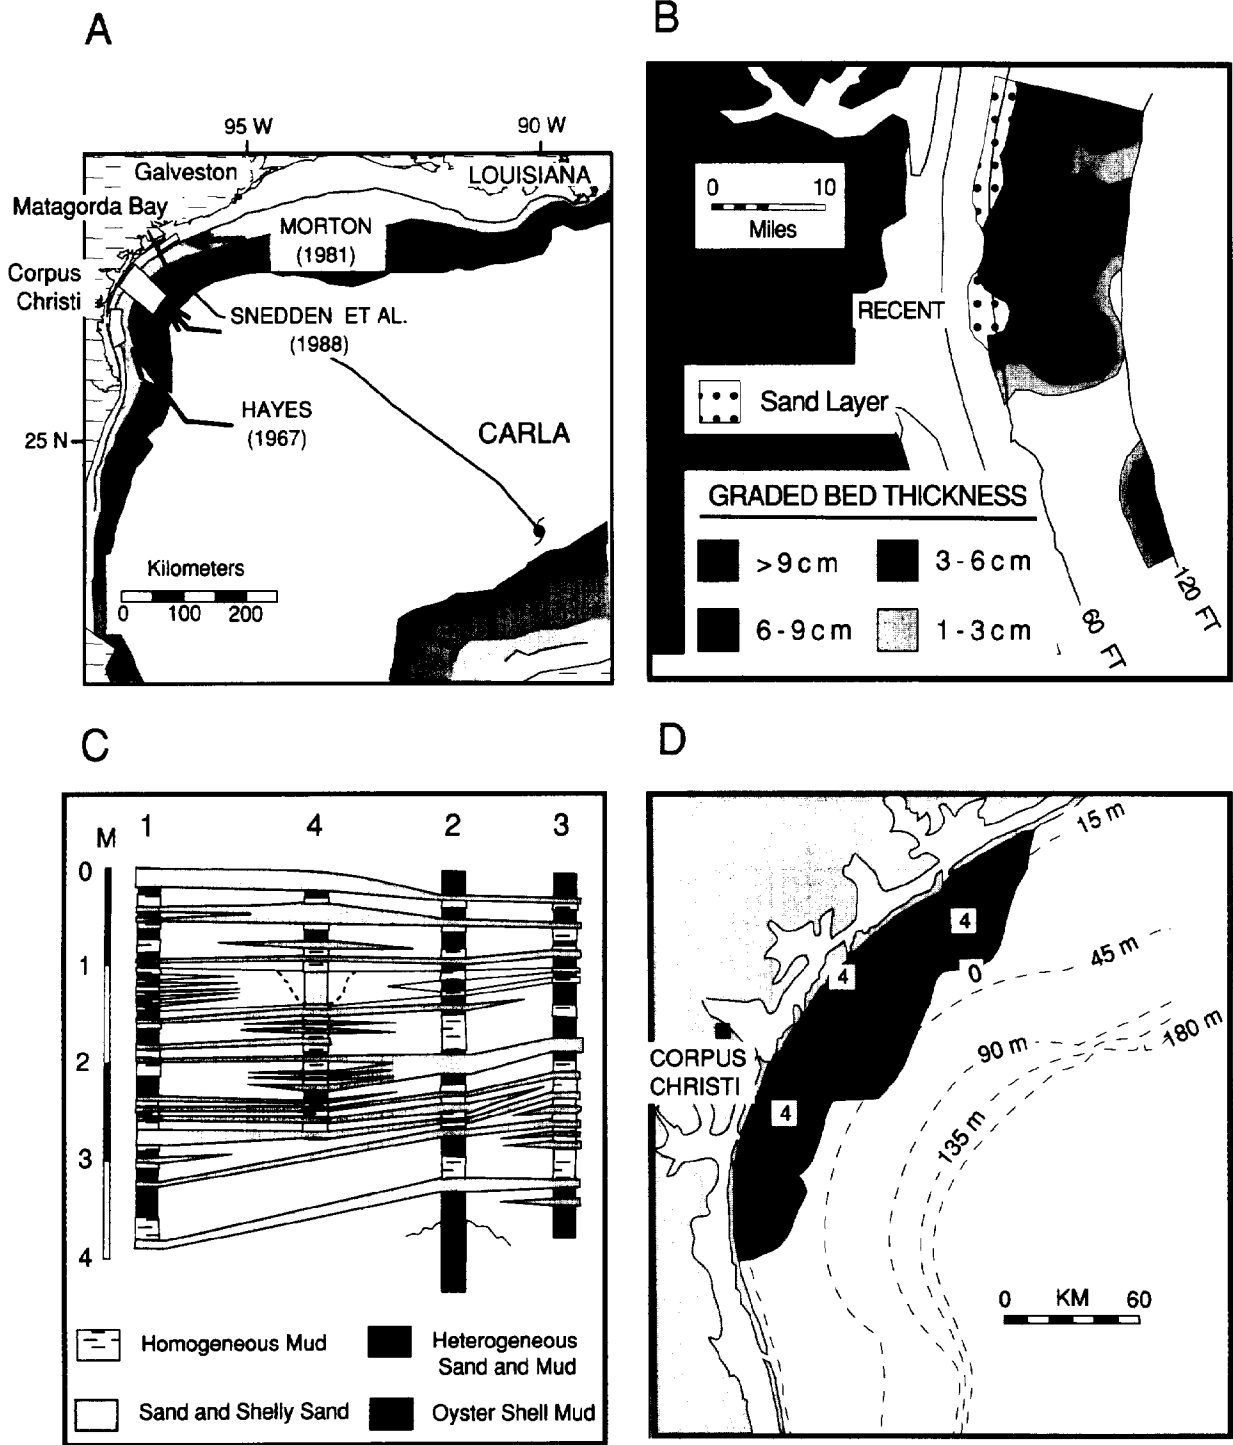 A
95 W
90 W
Galveston
LOUISIANA
Matagorda Bay
MORTON
(1981)
Corpus
Christi
SNEDDEN ET AL.
(1988)
HAYES
(1967)
CARLA
25 N
Kilometers
0 100 200
B
0 10
Miles
RECENT
Sand Layer
GRADED BED THICKNESS
>9cm
3-6cm
6-9cm
1-3cm
60 FT
120 FT
C
M
1 4 2 3
0
1
2
3
4
Homogeneous Mud
Heterogeneous
Sand and Mud
Sand and Shelly Sand
Oyster Shell Mud
D
15 m
4
4
0
45 m
CORPUS
CHRISTI
90 m
180 m
4
135 m
0 KM 60